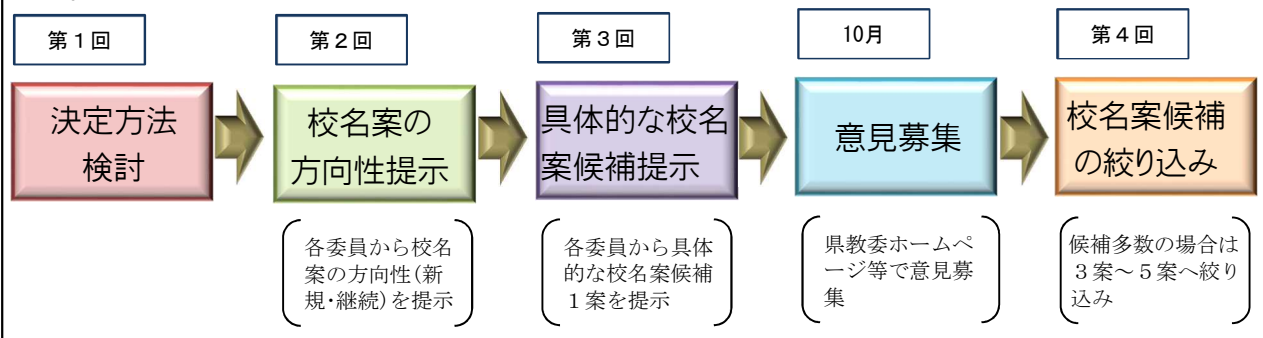 第１回
第２回
第３回
10月
第４回
決定方法
検討
校名案の
方向性提示
具体的な校名
案候補提示
意見募集
校名案候補
の絞り込み
各委員から校名
案の方向性（新
規・継続）を提示
各委員から具体
的な校名案候補
１案を提示
県教委ホームペ
ージ等で意見募
集
候補多数の場合は
３案～５案へ絞り
込み